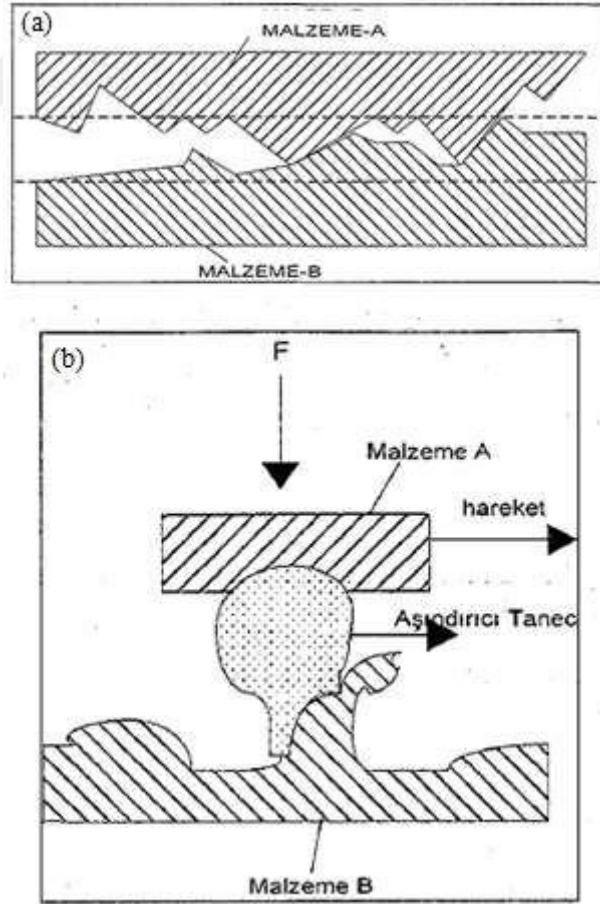 (a)
MALZEME-A
MALZEME-B
(b)
F
Malzeme A
hareket
Aşındırıcı Tanec
Malzeme B